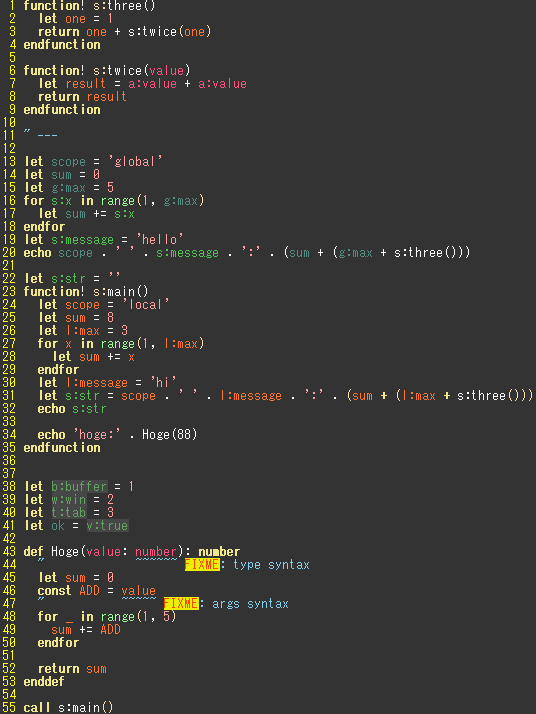 1 function! s:three()
2   let one = 1
3   return one + s:twice(one)
4 endfunction
5
6 function! s:twice(value)
7   let result = a:value + a:value
8   return result
9 endfunction
10
11 " ---
12
13 let scope = 'global'
14 let sum = 0
15 let g:max = 5
16 for s:x in range(1, g:max)
17   let sum += s:x
18 endfor
19 let s:message = 'hello'
20 echo scope . ' ' . s:message . ':' . (sum + (g:max + s:three()))
21
22 let s:str = ''
23 function! s:main()
24   let scope = 'local'
25   let sum = 8
26   let l:max = 3
27   for x in range(1, l:max)
28     let sum += x
29   endfor
30   let l:message = 'hi'
31   let s:str = scope . ' ' . l:message . ':' . (sum + (l:max + s:three()))
32   echo s:str
33
34   echo 'hoge:' . Hoge(88)
35 endfunction
36
37
38 let b:buffer = 1
39 let w:win = 2
40 let t:tab = 3
41 let ok = v:true
42
43 def Hoge(value: number): number
44   "             ~~~~~~ FIXME: type syntax
45   let sum = 0
46   const ADD = value
47   "           ~~~~~ FIXME: args syntax
48   for _ in range(1, 5)
49     sum += ADD
50   endfor
51
52   return sum
53 enddef
54
55 call s:main()